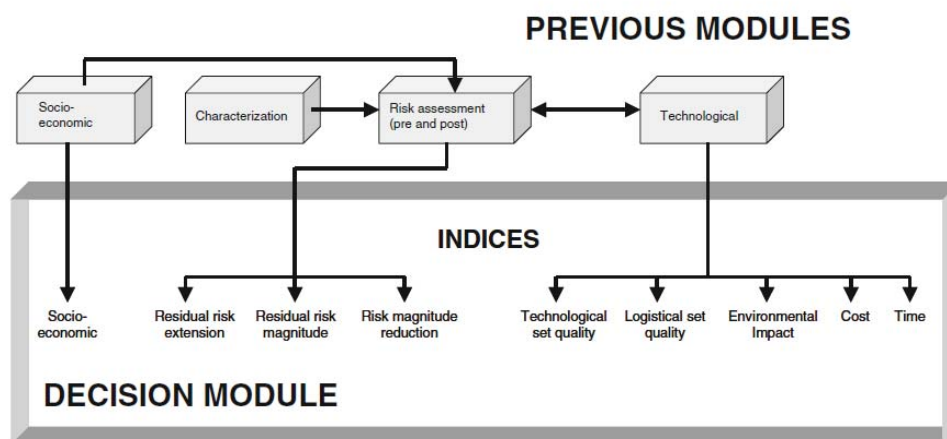 PREVIOUS MODULES
Socio-
economic
Characterization
Risk assessment
(pre and post)
Technological
INDICES
Socio-
economic
Residual risk
extension
Residual risk
magnitude
Risk magnitude
reduction
Technological
set quality
Logistical set
quality
Environmental
Impact
Cost
Time
DECISION MODULE